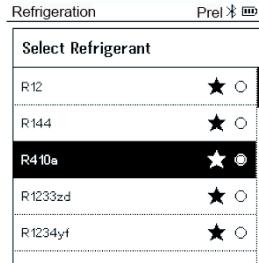 Refrigeration Prel
Select Refrigerant
R12
R144
R410a
R1233zd
R1234yf